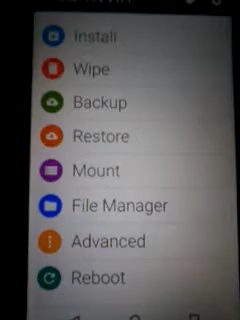 Install
Wipe
Backup
Restore
Mount
File Manager
Advanced
Reboot